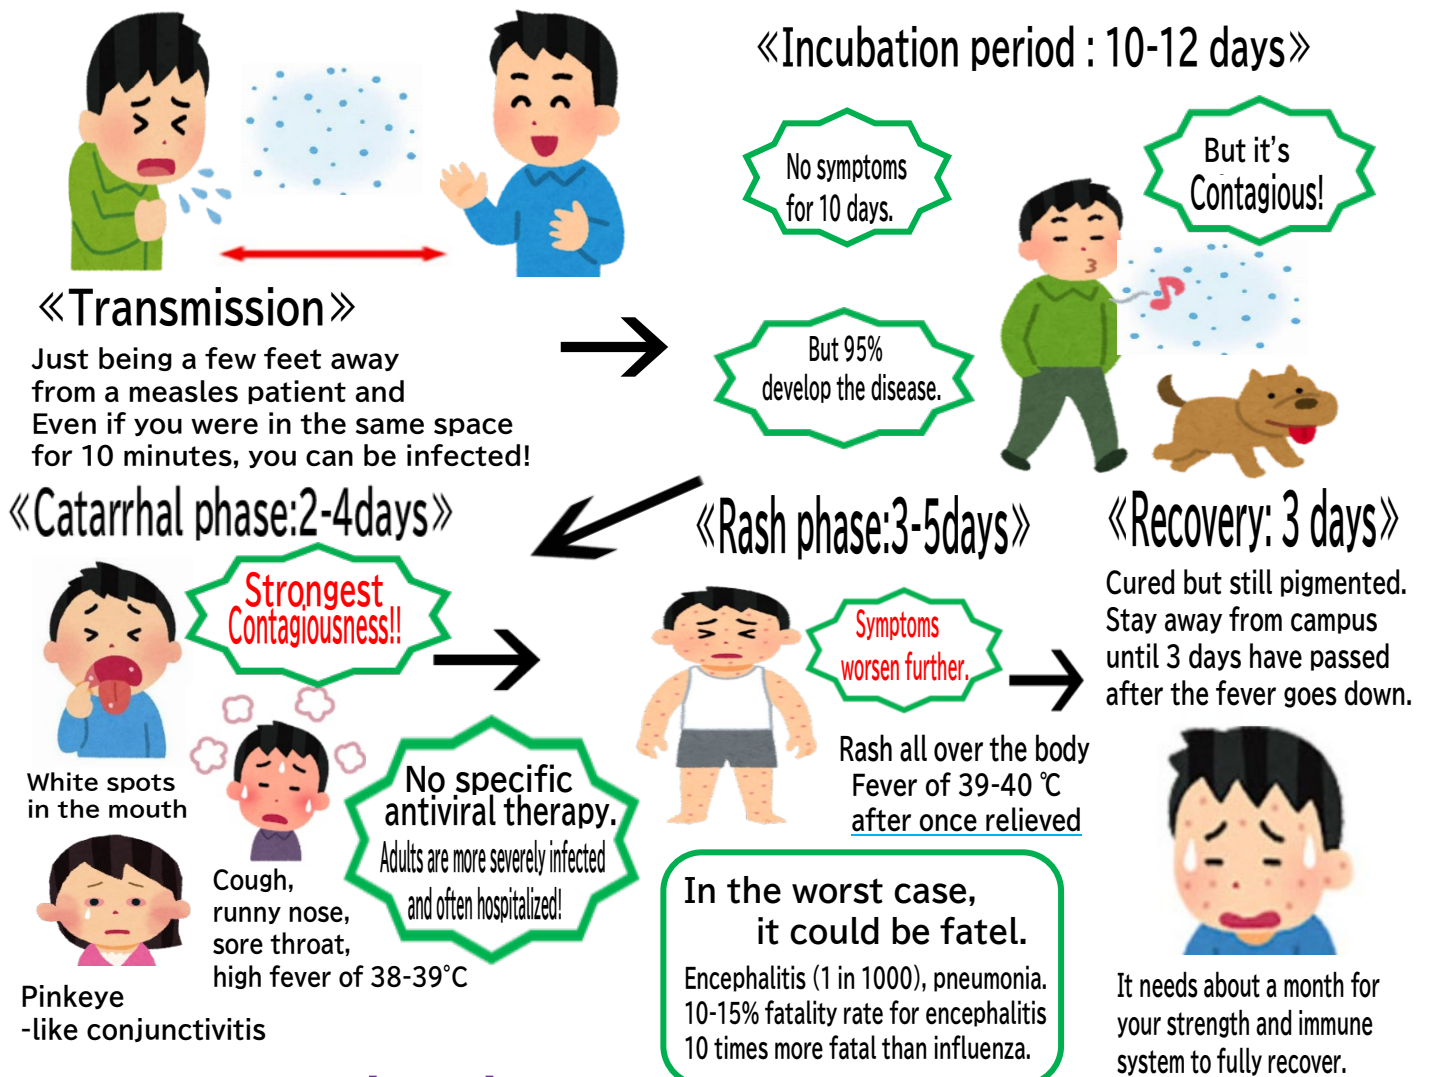 《Incubation period : 10-12 days》
No symptoms
for 10 days.
But it's
Contagious!
But 95%
develop the disease.
《Transmission》
Just being a few feet away
from a measles patient and
Even if you were in the same space
for 10 minutes, you can be infected!
《Catarrhal phase:2-4days》
Strongest
Contagiousness!!
White spots
in the mouth
Cough,
runny nose,
sore throat,
high fever of 38-39°C
Pinkeye
-like conjunctivitis
No specific
antiviral therapy.
Adults are more severely infected
and often hospitalized!
《Rash phase:3-5days》
Symptoms
worsen further.
Rash all over the body
Fever of 39-40 ℃
after once relieved
In the worst case,
it could be fatel.
Encephalitis (1 in 1000), pneumonia.
10-15% fatality rate for encephalitis
10 times more fatal than influenza.
《Recovery: 3 days》
Cured but still pigmented.
Stay away from campus
until 3 days have passed
after the fever goes down.
It needs about a month for
your strength and immune
system to fully recover.